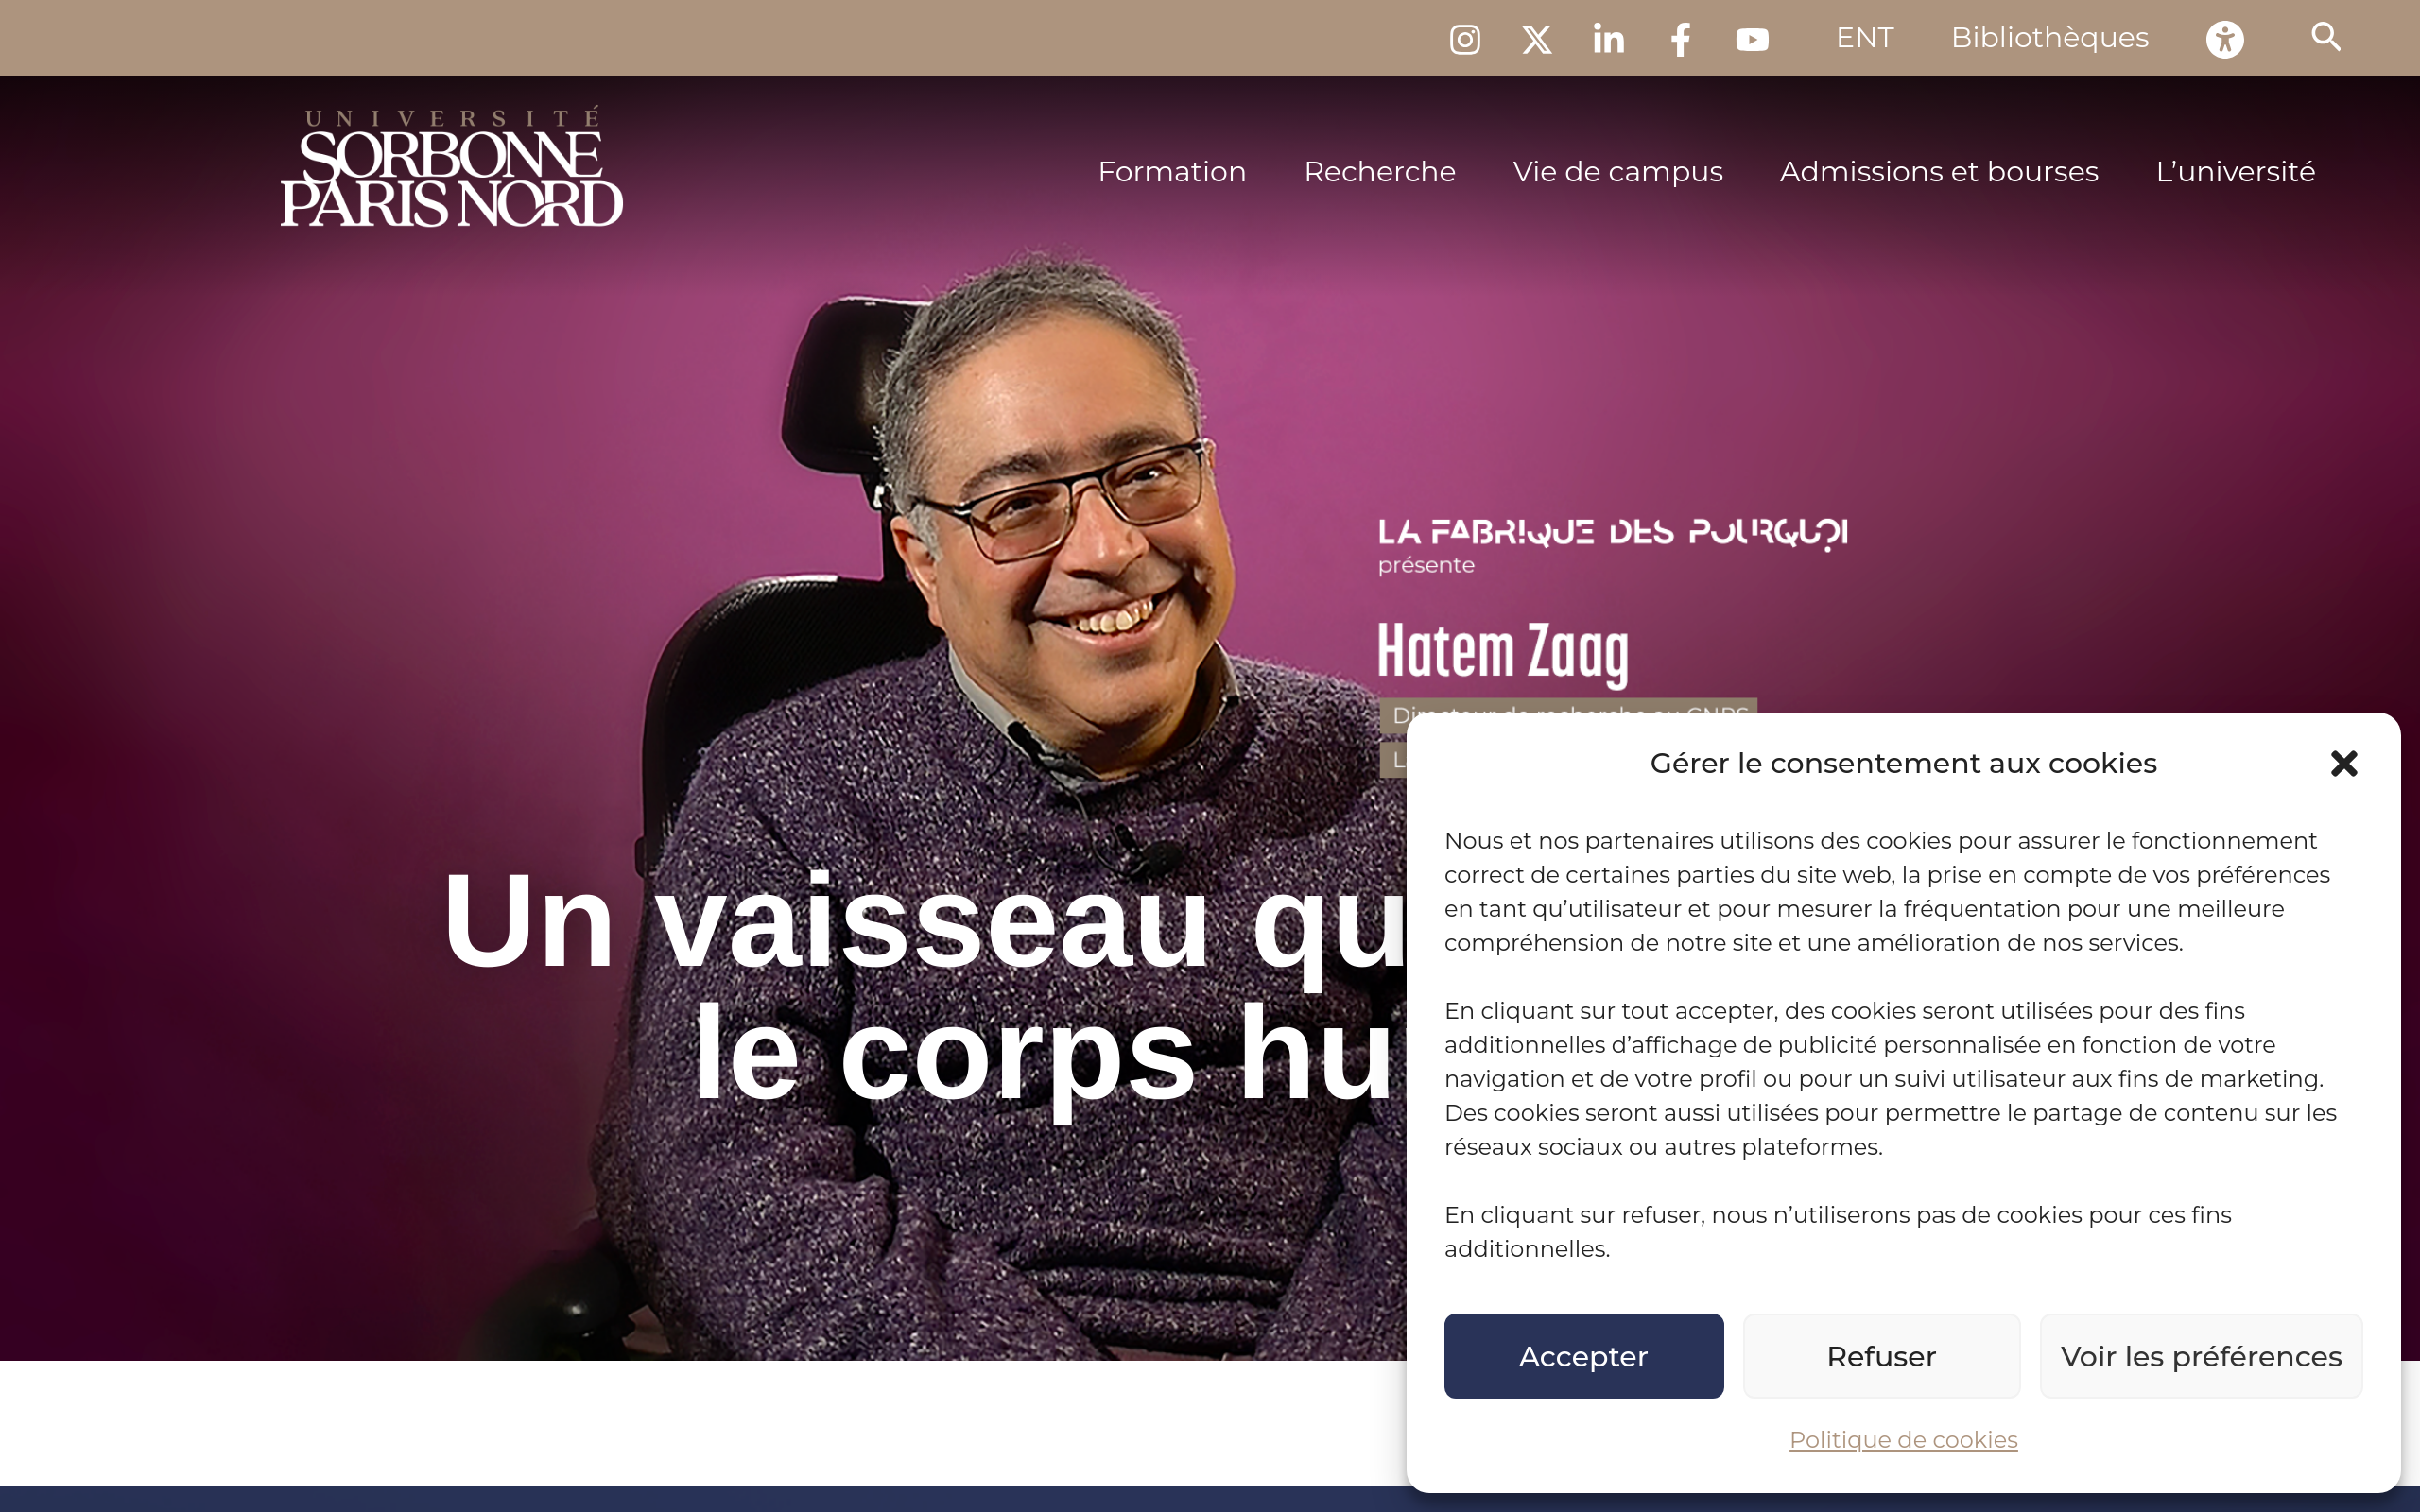 ENT Bibliothèques
UNIVERSITÉ
SORBONNE
PARIS NORD
Formation Recherche Vie de campus Admissions et bourses L’université
LA FABRIQUE DES POURQUOI
présente
Hatem Zaag
Directeur de recherche au CNRS
Un vaisseau
le corps
Gérer le consentement aux cookies
Nous et nos partenaires utilisons des cookies pour assurer le fonctionnement
correct de certaines parties du site web, la prise en compte de vos préférences
en tant qu’utilisateur et pour mesurer la fréquentation pour une meilleure
compréhension de notre site et une amélioration de nos services.
En cliquant sur tout accepter, des cookies seront utilisées pour des fins
additionnelles d’affichage de publicité personnalisée en fonction de votre
navigation et de votre profil ou pour un suivi utilisateur aux fins de marketing.
Des cookies seront aussi utilisées pour permettre le partage de contenu sur les
réseaux sociaux ou autres plateformes.
En cliquant sur refuser, nous n’utiliserons pas de cookies pour ces fins
additionnelles.
Accepter Refuser Voir les préférences
Politique de cookies